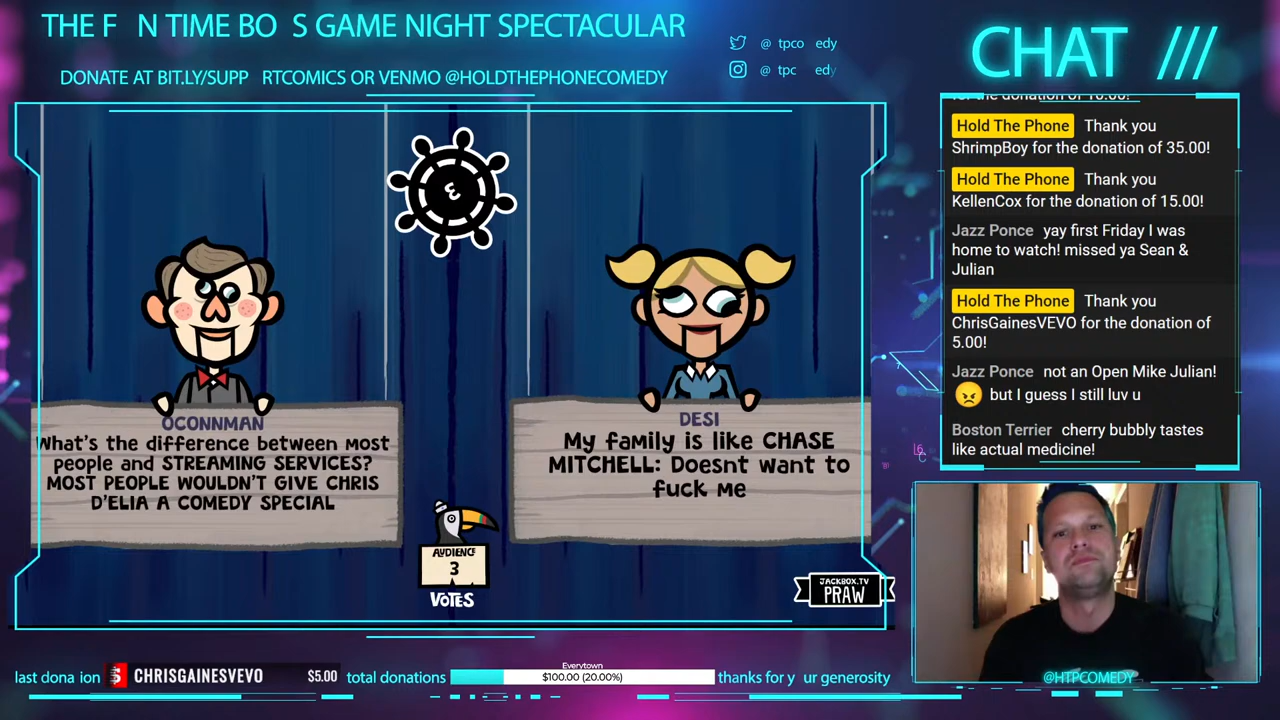 THE F N TIME BO S GAME NIGHT SPECTACULAR
DONATE AT BIT.LY/SUPP RTCOMICS OR VENMO @HOLDTHEPHONECOMEDY
@ tpco edy
@ tpc edy
CHAT ///
for the donation of 10.00!
Hold The Phone Thank you
ShrimpBoy for the donation of 35.00!
Hold The Phone Thank you
KellenCox for the donation of 15.00!
Jazz Ponce yay first Friday I was
home to watch! missed ya Sean &
Julian
Hold The Phone Thank you
ChrisGainesVEVO for the donation of
5.00!
Jazz Ponce not an Open Mike Julian!
😠 but I guess I still luv u
Boston Terrier cherry bubbly tastes
like actual medicine!
3
OCONNMAN
What's the difference between most
people and STREAMING SERVICES?
MOST PEOPLE WOULDN'T GIVE CHRIS
D'ELIA A COMEDY SPECIAL
DESI
My family is like CHASE
MITCHELL: Doesnt want to
fuck me
AUDIENCE
3
VOTES
JACKBOX.TV
PRAW
@HTPCOMEDY
last dona ion CHRISGAINESVEVO $5.00 total donations
Everytown
$100.00 (20.00%)
thanks for y ur generosity